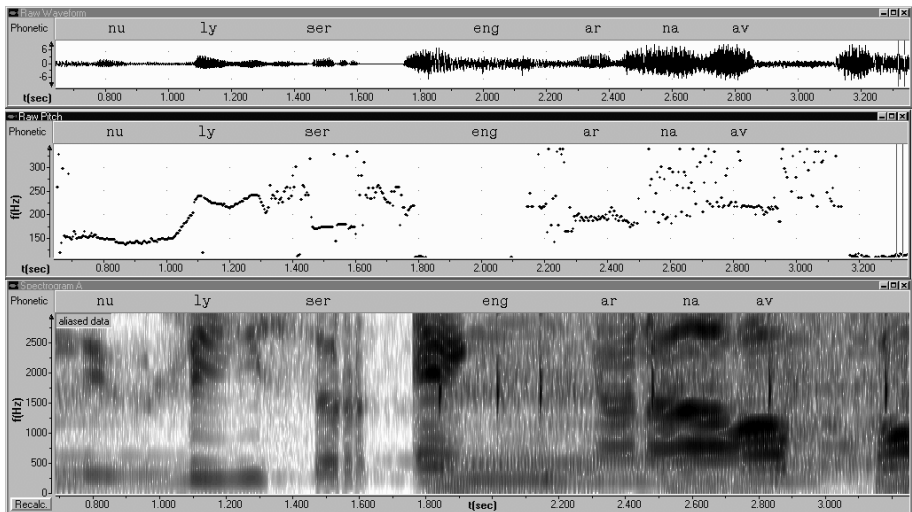 Raw Waveform
Phonetic nu ly ser eng ar na av
6
0
-6
0.800 1.000 1.200 1.400 1.600 1.800 2.000 2.200 2.400 2.600 2.800 3.000 3.200
t(sec)
Raw Pitch
Phonetic nu ly ser eng ar na av
f(Hz)
300
250
200
150
0.800 1.000 1.200 1.400 1.600 1.800 2.000 2.200 2.400 2.600 2.800 3.000 3.200
t(sec)
Spectrogram A
Phonetic nu ly ser eng ar na av
aliased data
f(Hz)
2500
2000
1500
1000
500
0
Recalc. 0.800 1.000 1.200 1.400 1.600 1.800 t(sec) 2.200 2.400 2.600 2.800 3.000